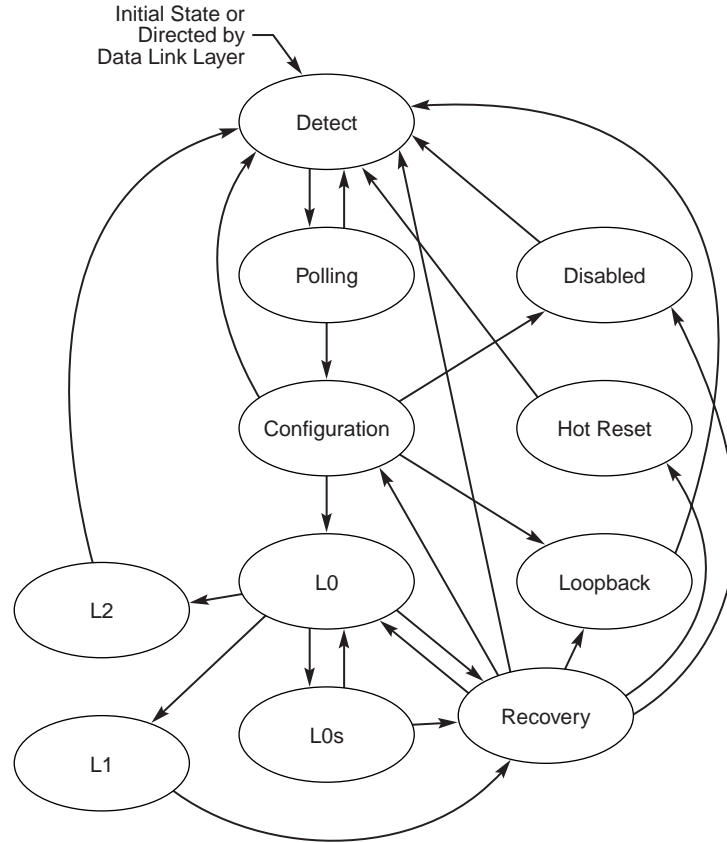 Initial State or
Directed by
Data Link Layer
Detect
Polling
Disabled
Configuration
Hot Reset
L0
Loopback
L2
Recovery
L0s
L1